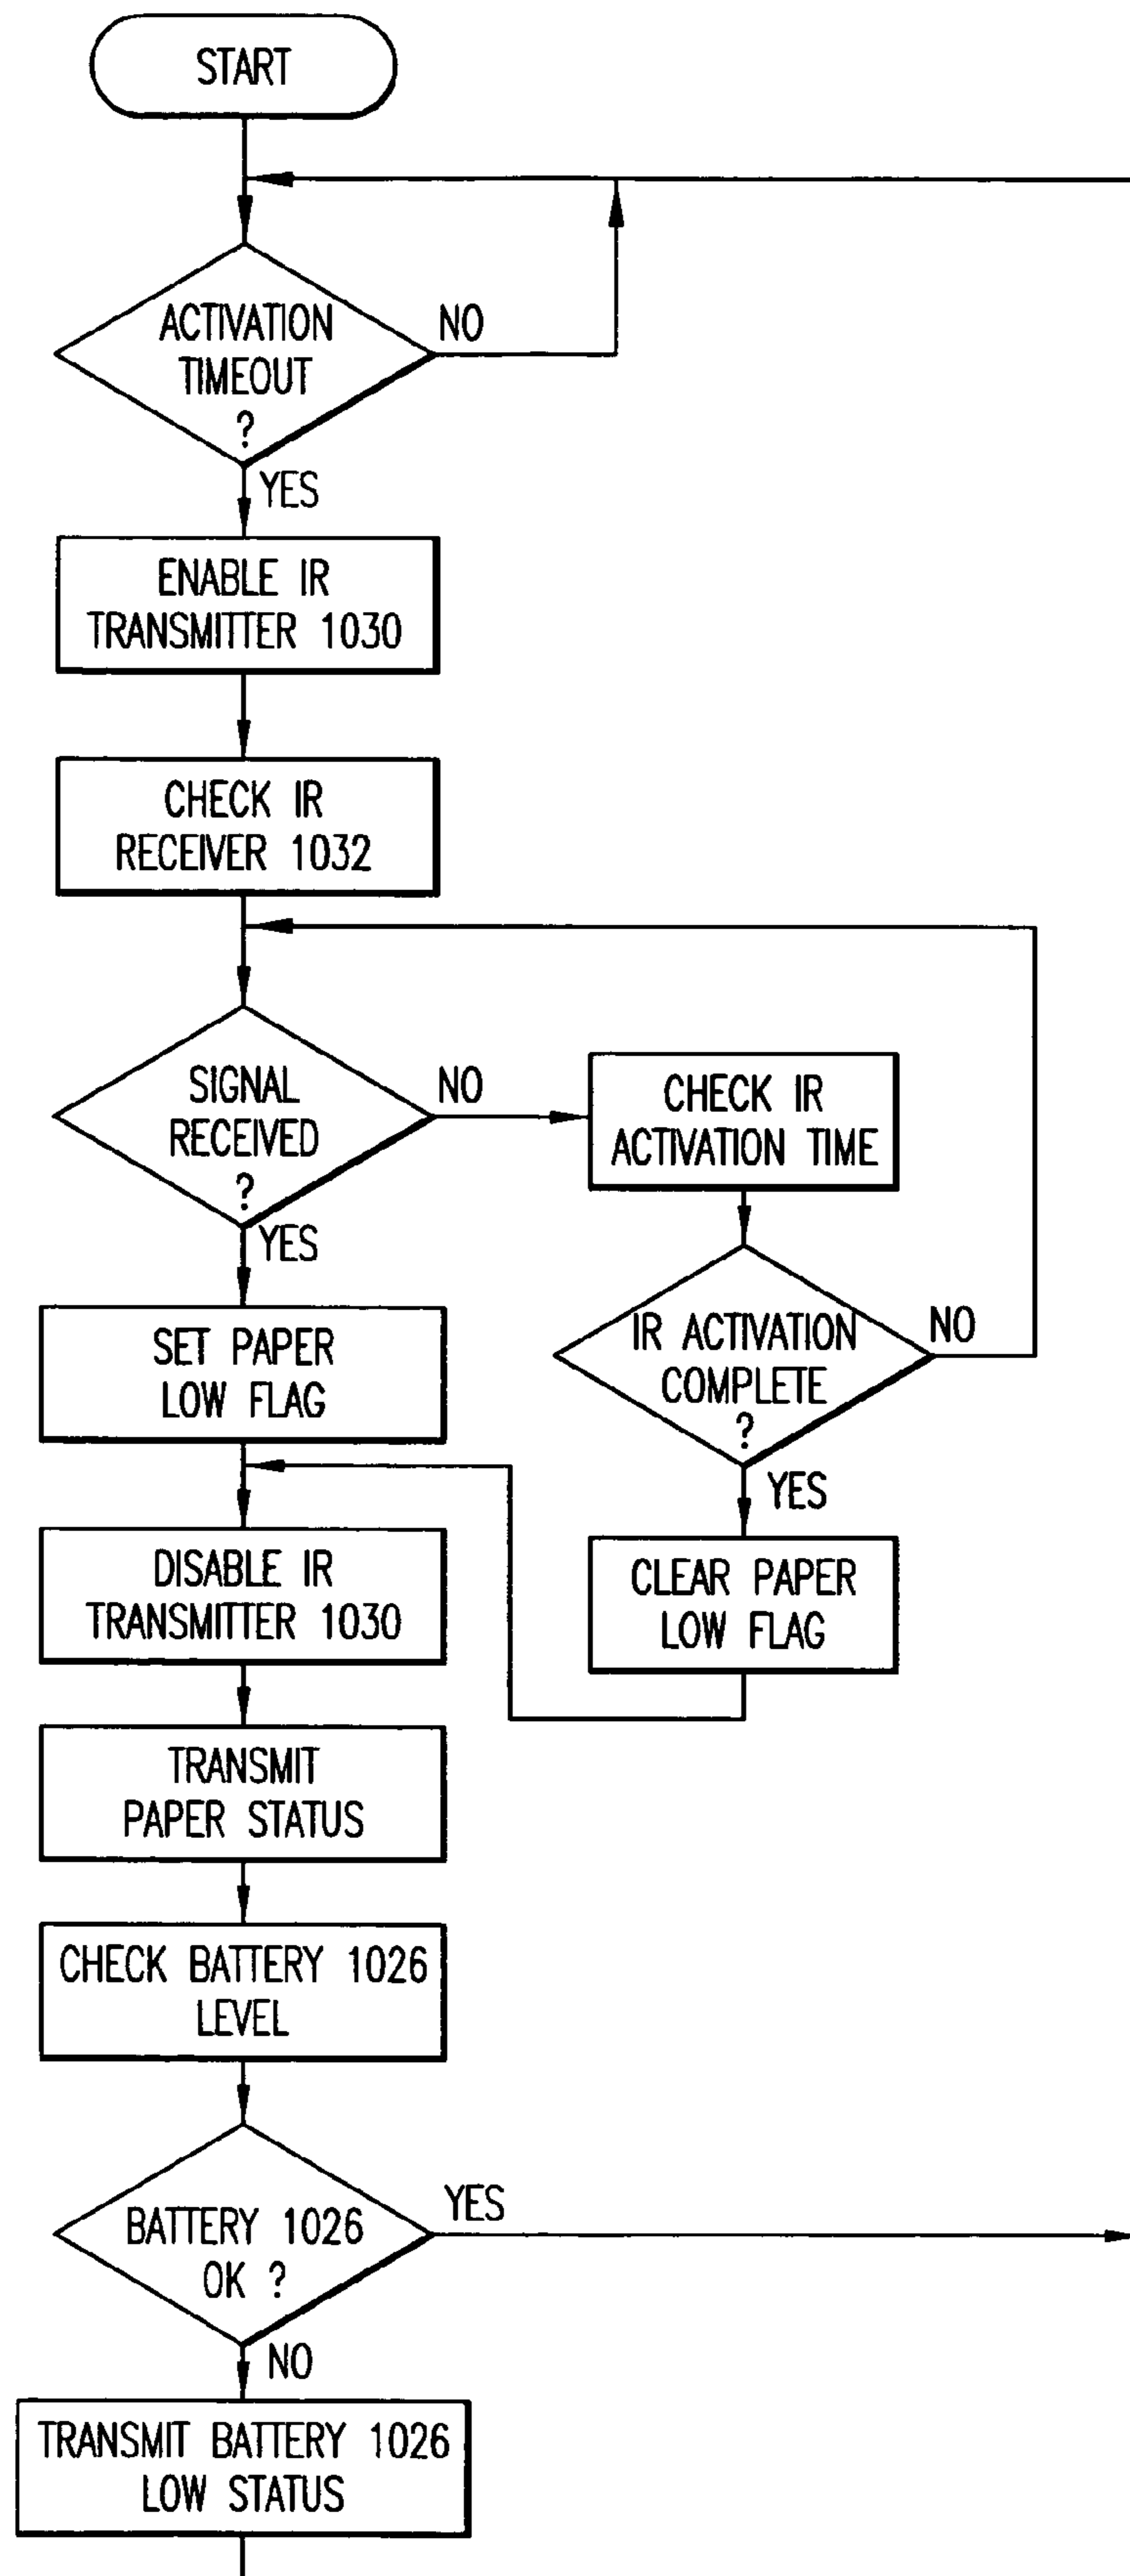 START
ACTIVATION
TIMEOUT
?
NO
YES
ENABLE IR
TRANSMITTER 1030
CHECK IR
RECEIVER 1032
SIGNAL
RECEIVED
?
NO
YES
CHECK IR
ACTIVATION TIME
IR ACTIVATION
COMPLETE
?
NO
YES
SET PAPER
LOW FLAG
CLEAR PAPER
LOW FLAG
DISABLE IR
TRANSMITTER 1030
TRANSMIT
PAPER STATUS
CHECK BATTERY 1026
LEVEL
BATTERY 1026
OK ?
YES
NO
TRANSMIT BATTERY 1026
LOW STATUS